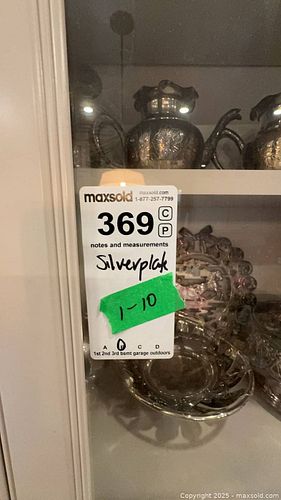 maxsold maxsold.com
1-877-257-7799
369 C
P
notes and measurements
Silverplate
1-10
A B C D
1st 2nd 3rd bsmt garage outdoors
Copyright 2025 - maxsold.com